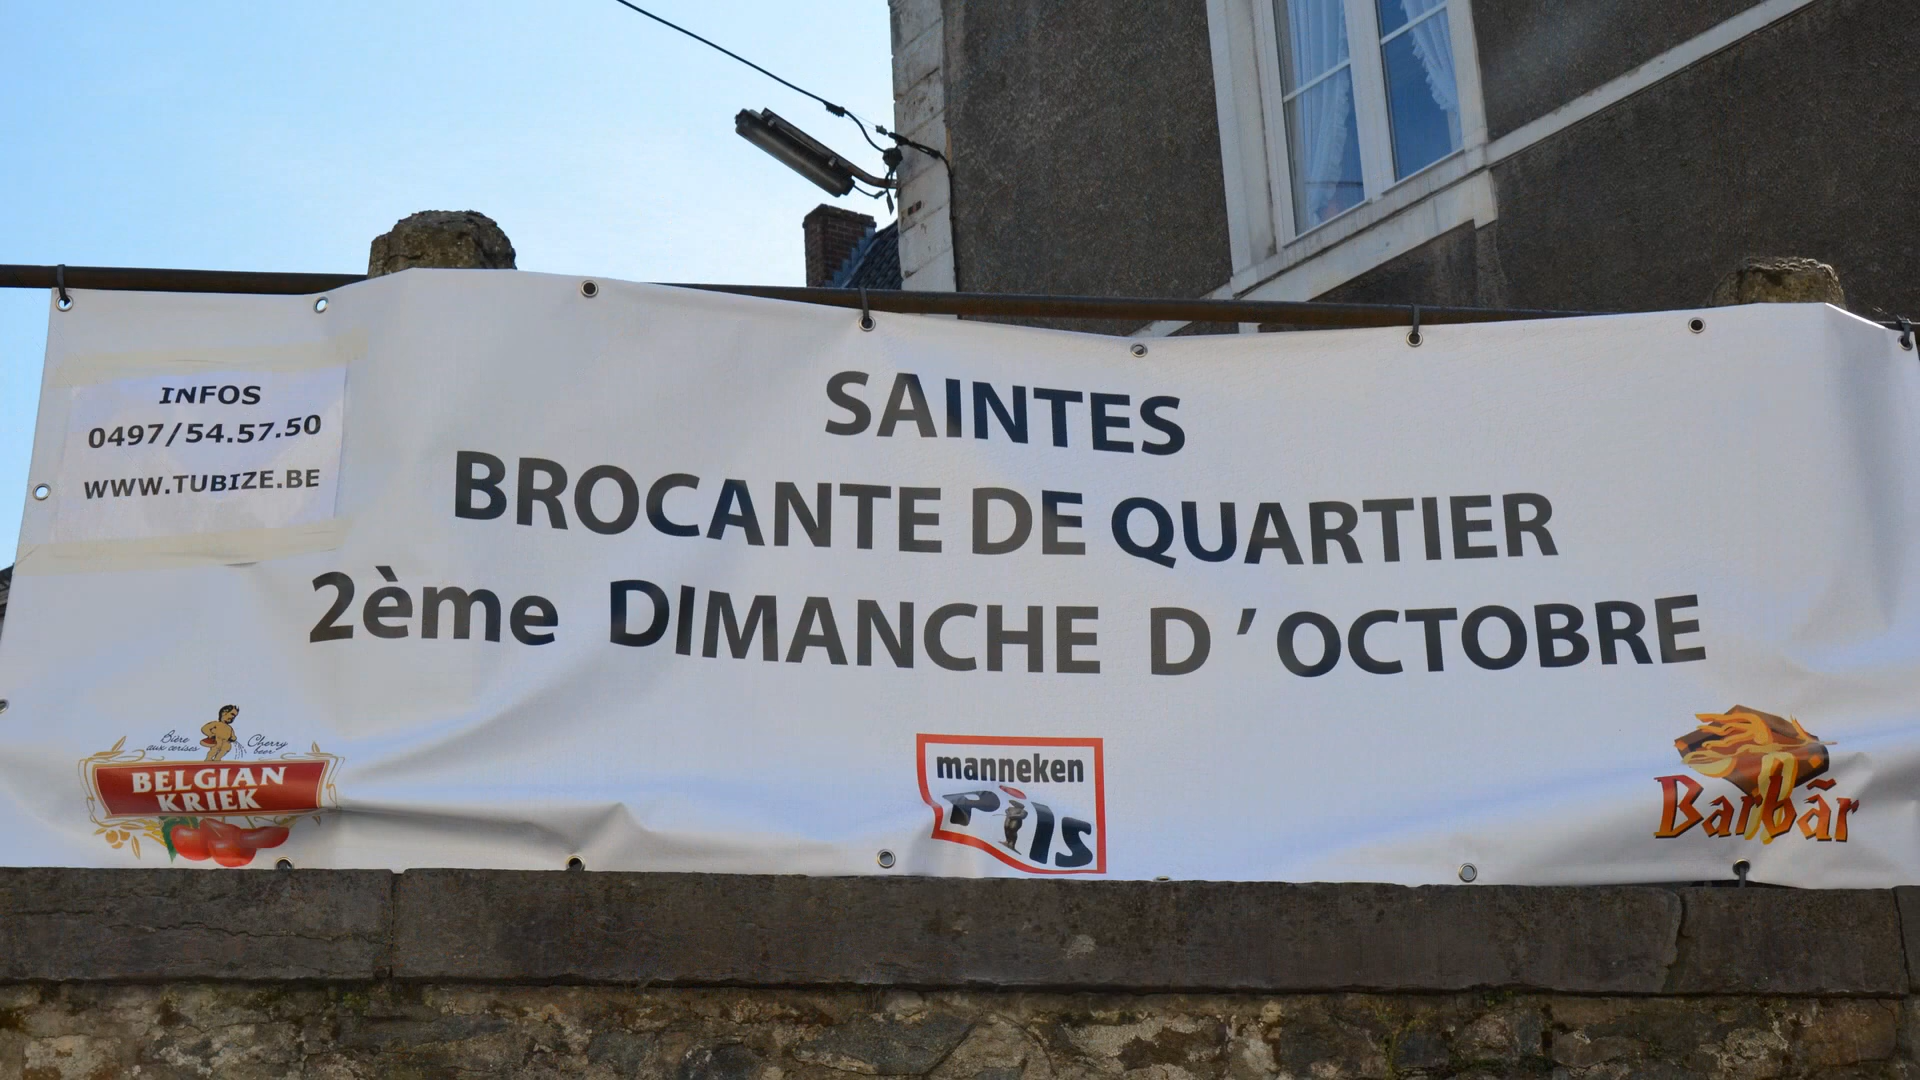 INFOS
0497/54.57.50
WWW.TUBIZE.BE
SAINTES
BROCANTE DE QUARTIER
2ème DIMANCHE D'OCTOBRE
Bière
aux cerises
Cherry
beer
BELGIAN
KRIEK
manneken
Pils
Barbãr